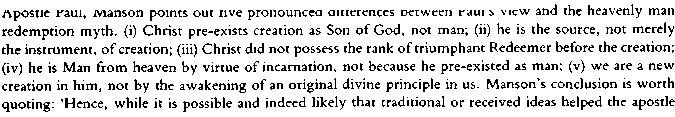 Apostle Paul, Manson points out five pronounced differences between Paul's view and the heavenly man
redemption myth. (i) Christ pre-exists creation as Son of God, not man; (ii) he is the source, not merely
the instrument, of creation; (iii) Christ did not possess the rank of triumphant Redeemer before the creation;
(iv) he is Man from heaven by virtue of incarnation, not because he pre-existed as man; (v) we are a new
creation in him, not by the awakening of an original divine principle in us. Manson's conclusion is worth
quoting: 'Hence, while it is possible and indeed likely that traditional or received ideas helped the apostle